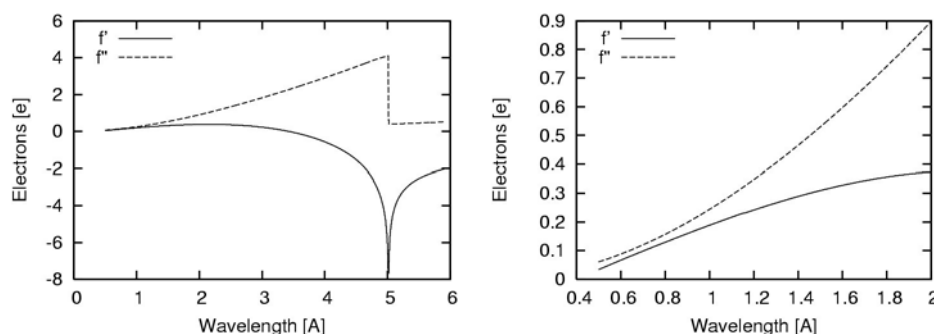 6
4
2
0
-2
-4
-6
-8
Electrons [e]
f'
f"
0 1 2 3 4 5 6
Wavelength [A]
0.9
0.8
0.7
0.6
0.5
0.4
0.3
0.2
0.1
0
Electrons [e]
f'
f"
0.4 0.6 0.8 1 1.2 1.4 1.6 1.8 2
Wavelength [A]